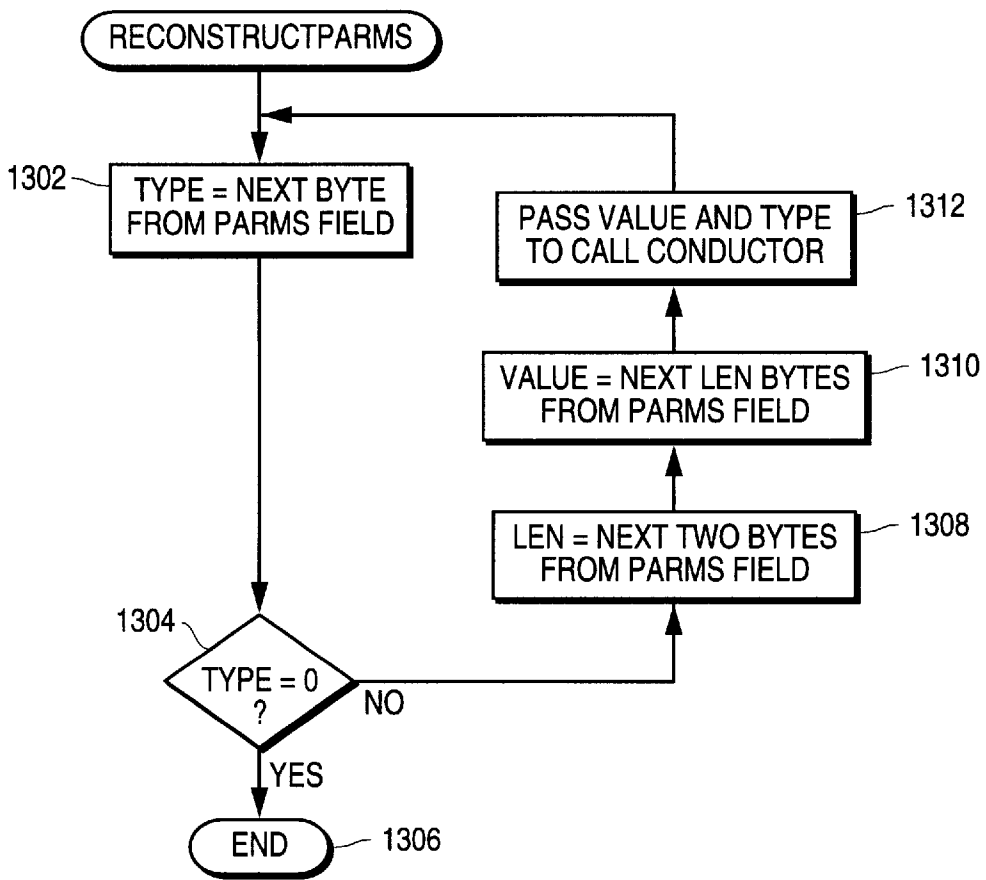 RECONSTRUCTPARMS
1302
TYPE = NEXT BYTE
FROM PARMS FIELD
1304
TYPE = 0
?
NO
YES
END
1306
LEN = NEXT TWO BYTES
FROM PARMS FIELD
1308
VALUE = NEXT LEN BYTES
FROM PARMS FIELD
1310
PASS VALUE AND TYPE
TO CALL CONDUCTOR
1312